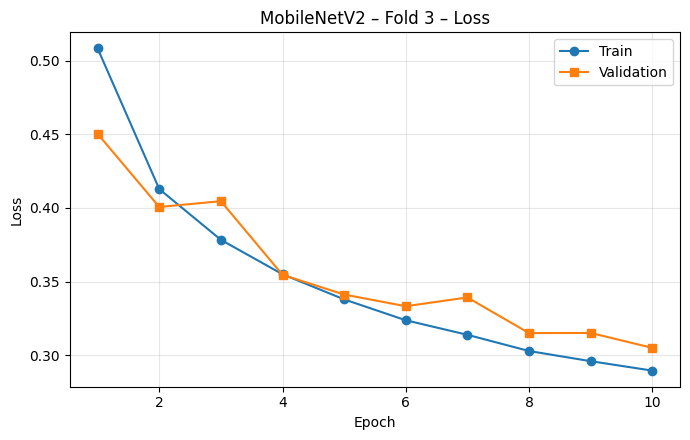 MobileNetV2 – Fold 3 – Loss
Train
Validation
0.50
0.45
0.40
0.35
0.30
Loss
2
4
6
8
10
Epoch